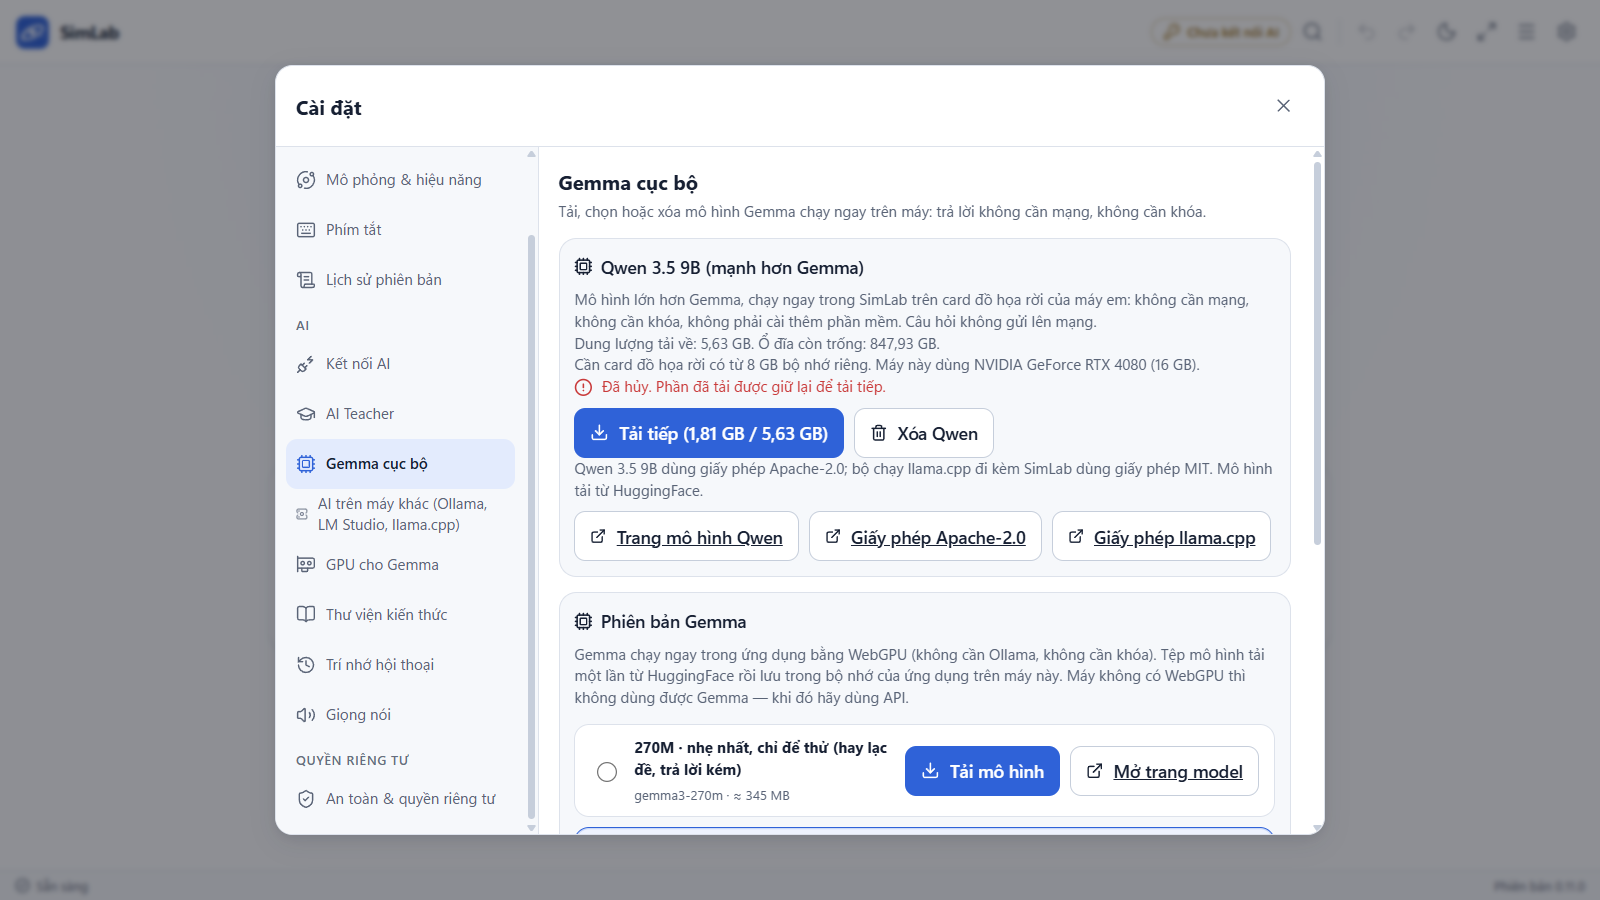 SimLab
Chưa kết nối AI
Cài đặt
Mô phỏng & hiệu năng
Phím tắt
Lịch sử phiên bản
AI
Kết nối AI
AI Teacher
Gemma cục bộ
AI trên máy khác (Ollama,
LM Studio, llama.cpp)
GPU cho Gemma
Thư viện kiến thức
Trí nhớ hội thoại
Giọng nói
QUYỀN RIÊNG TƯ
An toàn & quyền riêng tư
Gemma cục bộ
Tải, chọn hoặc xóa mô hình Gemma chạy ngay trên máy: trả lời không cần mạng, không cần khóa.
Qwen 3.5 9B (mạnh hơn Gemma)
Mô hình lớn hơn Gemma, chạy ngay trong SimLab trên card đồ họa rời của máy em: không cần mạng,
không cần khóa, không phải cài thêm phần mềm. Câu hỏi không gửi lên mạng.
Dung lượng tải về: 5,63 GB. Ổ đĩa còn trống: 847,93 GB.
Cần card đồ họa rời có từ 8 GB bộ nhớ riêng. Máy này dùng NVIDIA GeForce RTX 4080 (16 GB).
Đã hủy. Phần đã tải được giữ lại để tải tiếp.
Tải tiếp (1,81 GB / 5,63 GB)
Xóa Qwen
Qwen 3.5 9B dùng giấy phép Apache-2.0; bộ chạy llama.cpp đi kèm SimLab dùng giấy phép MIT. Mô hình
tải từ HuggingFace.
Trang mô hình Qwen
Giấy phép Apache-2.0
Giấy phép llama.cpp
Phiên bản Gemma
Gemma chạy ngay trong ứng dụng bằng WebGPU (không cần Ollama, không cần khóa). Tệp mô hình tải
một lần từ HuggingFace rồi lưu trong bộ nhớ của ứng dụng trên máy này. Máy không có WebGPU thì
không dùng được Gemma — khi đó hãy dùng API.
270M · nhẹ nhất, chỉ để thử (hay lạc
đề, trả lời kém)
gemma3-270m · ≈ 345 MB
Tải mô hình
Mở trang model
Sẵn sàng
Phiên bản